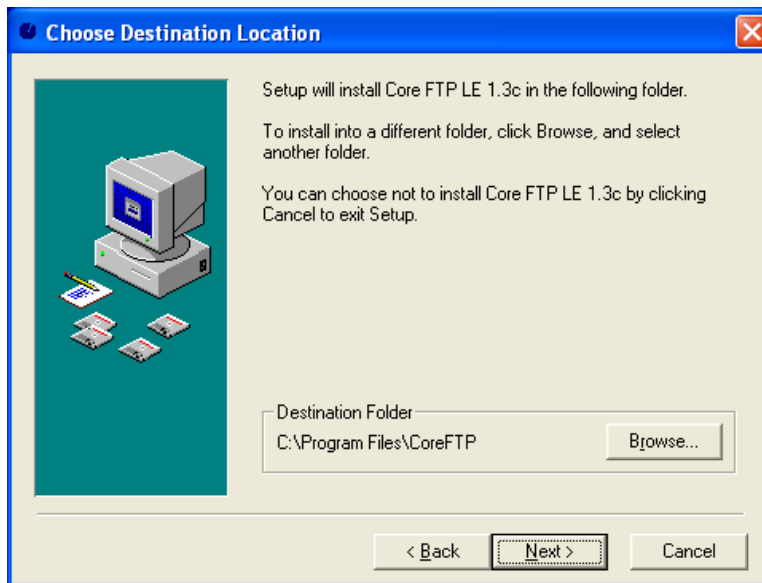 Choose Destination Location
Setup will install Core FTP LE 1.3c in the following folder.
To install into a different folder, click Browse, and select
another folder.
You can choose not to install Core FTP LE 1.3c by clicking
Cancel to exit Setup.
Destination Folder
C:\Program Files\CoreFTP
Browse...
< Back
Next >
Cancel